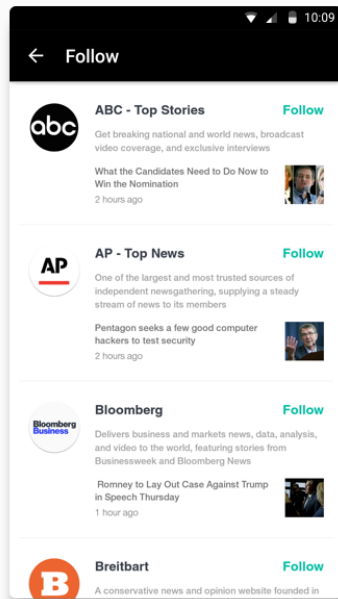 10:09
Follow
abc
ABC - Top Stories
Follow
Get breaking national and world news, broadcast
video coverage, and exclusive interviews
What the Candidates Need to Do Now to
Win the Nomination
2 hours ago
AP
AP - Top News
Follow
One of the largest and most trusted sources of
independent newsgathering, supplying a steady
stream of news to its members
Pentagon seeks a few good computer
hackers to test security
2 hours ago
Bloomberg
Business
Bloomberg
Follow
Delivers business and markets news, data, analysis,
and video to the world, featuring stories from
Businessweek and Bloomberg News
Romney to Lay Out Case Against Trump
in Speech Thursday
1 hour ago
B
Breitbart
Follow
A conservative news and opinion website founded in